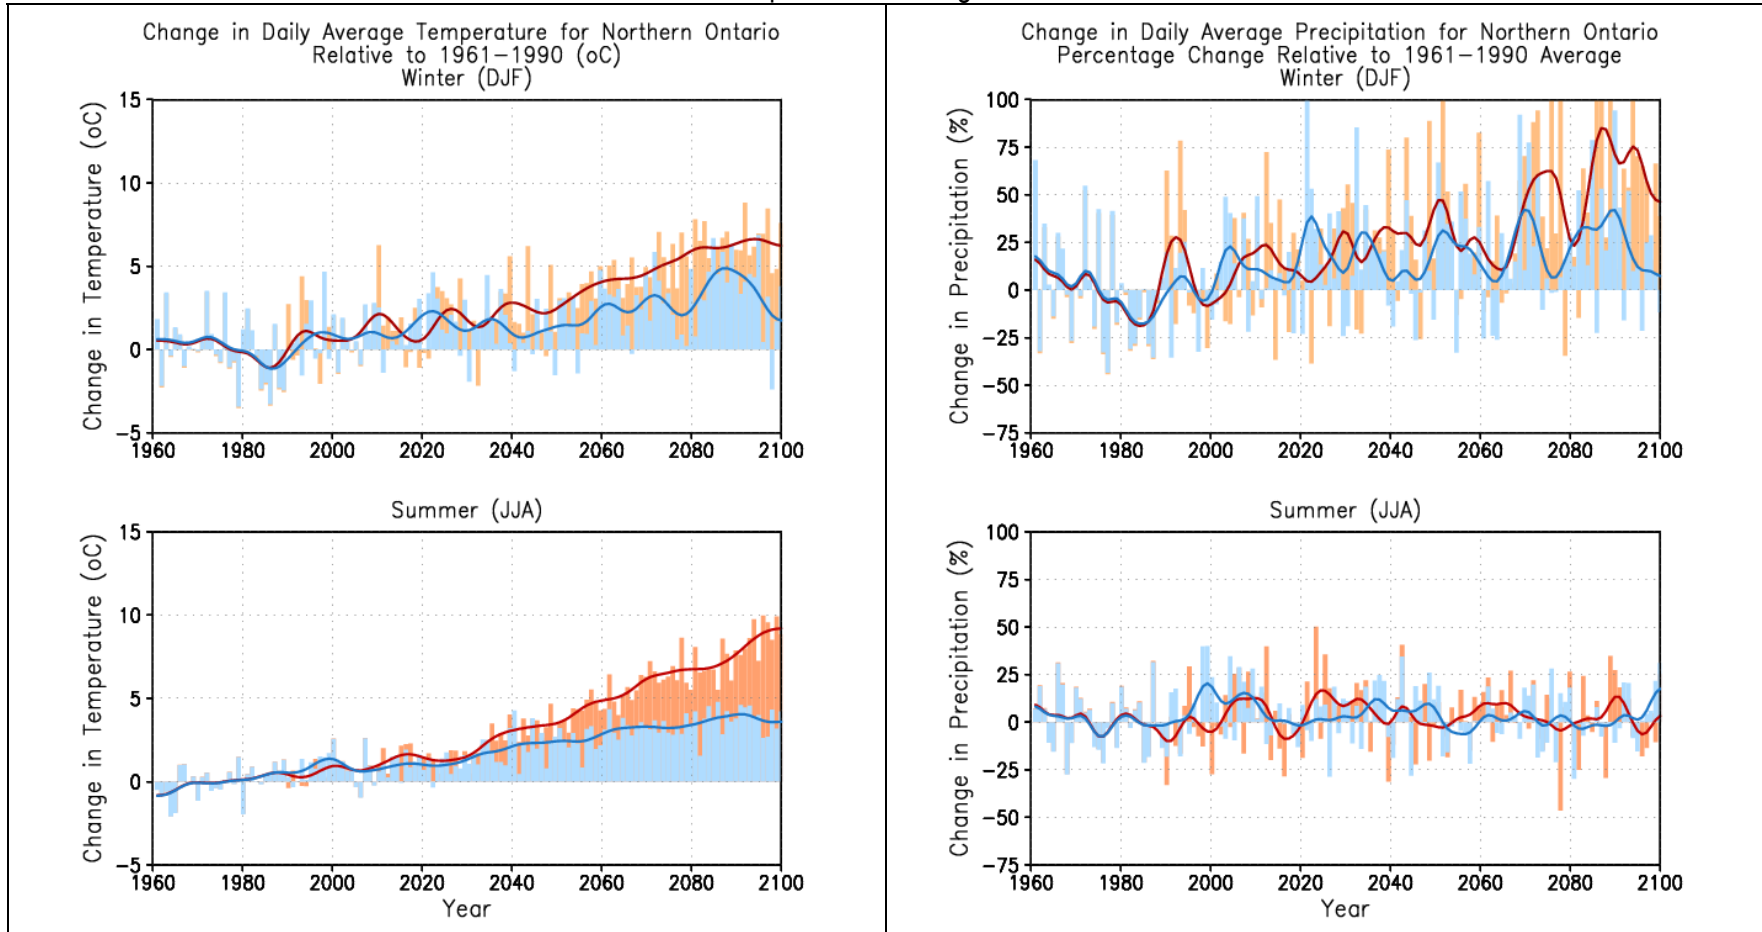 Change in Daily Average Temperature for Northern Ontario
Relative to 1961-1990 (oC)
Winter (DJF)
Change in Temperature (oC)
15
10
5
0
-5
1960 1980 2000 2020 2040 2060 2080 2100
Summer (JJA)
Change in Temperature (oC)
15
10
5
0
-5
1960 1980 2000 2020 2040 2060 2080 2100
Year
Change in Daily Average Precipitation for Northern Ontario
Percentage Change Relative to 1961-1990 Average
Winter (DJF)
Change in Precipitation (%)
100
75
50
25
0
-25
-50
-75
1960 1980 2000 2020 2040 2060 2080 2100
Summer (JJA)
Change in Precipitation (%)
100
75
50
25
0
-25
-50
-75
1960 1980 2000 2020 2040 2060 2080 2100
Year